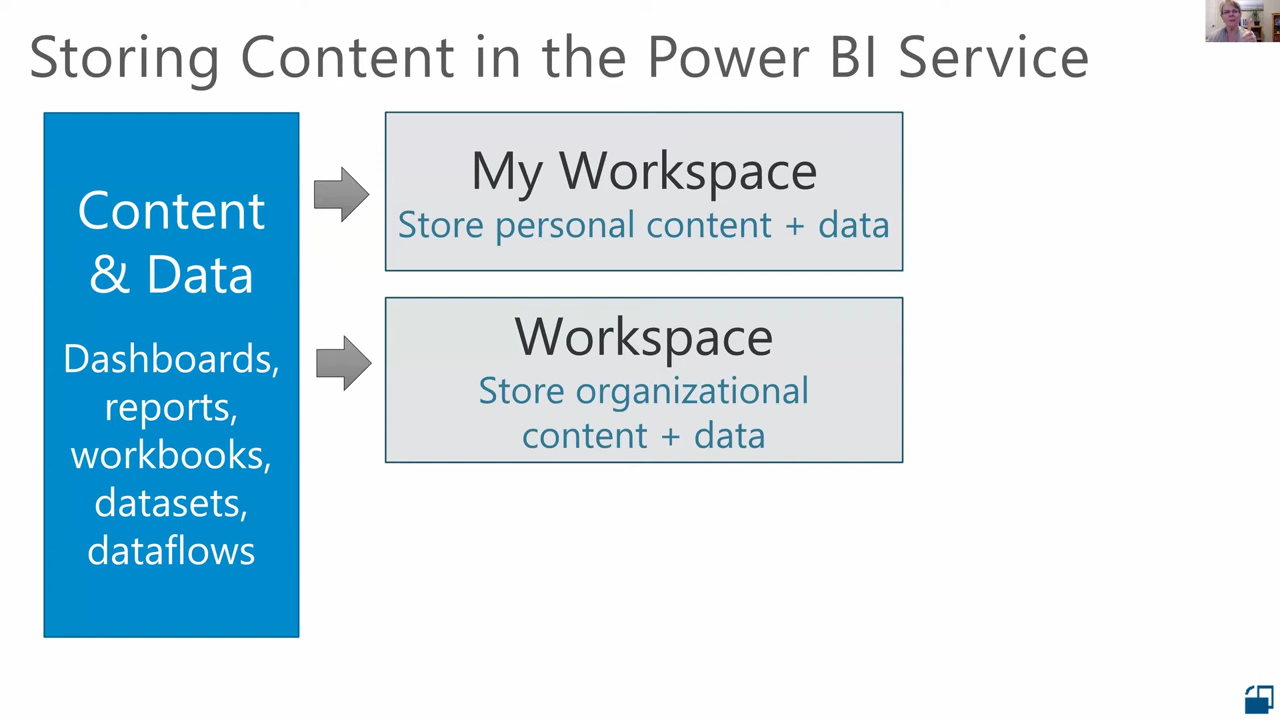 Storing Content in the Power BI Service
Content
& Data
Dashboards,
reports,
workbooks,
datasets,
dataflows
My Workspace
Store personal content + data
Workspace
Store organizational
content + data